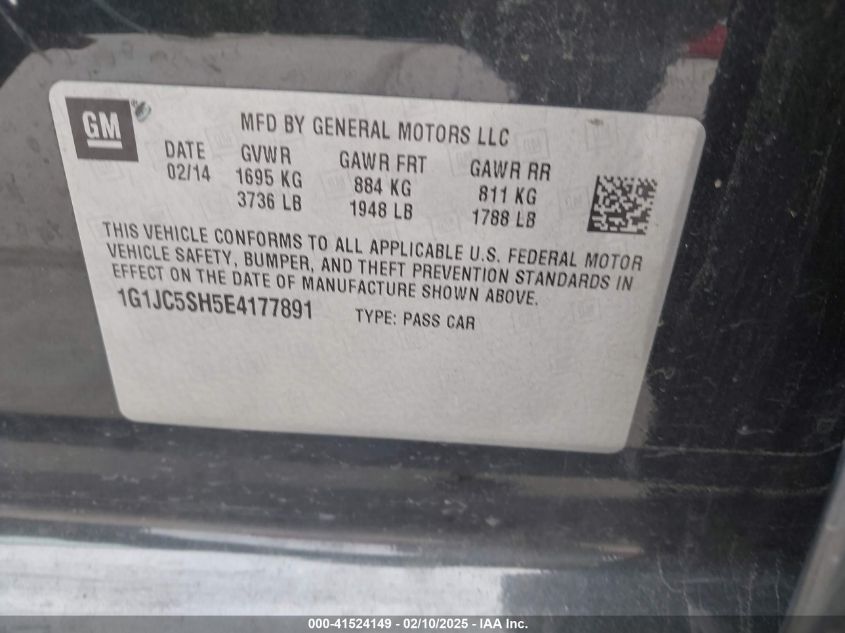 GM
MFD BY GENERAL MOTORS LLC
DATE GVWR GAWR FRT GAWR RR
02/14 1695 KG 884 KG 811 KG
3736 LB 1948 LB 1788 LB
THIS VEHICLE CONFORMS TO ALL APPLICABLE U.S. FEDERAL MOTOR
VEHICLE SAFETY, BUMPER, AND THEFT PREVENTION STANDARDS IN
EFFECT ON THE DATE OF MANUFACTURE SHOWN ABOVE.
1G1JC5SH5E4177891 TYPE: PASS CAR
000-41524149 - 02/10/2025 - © IAA Inc.